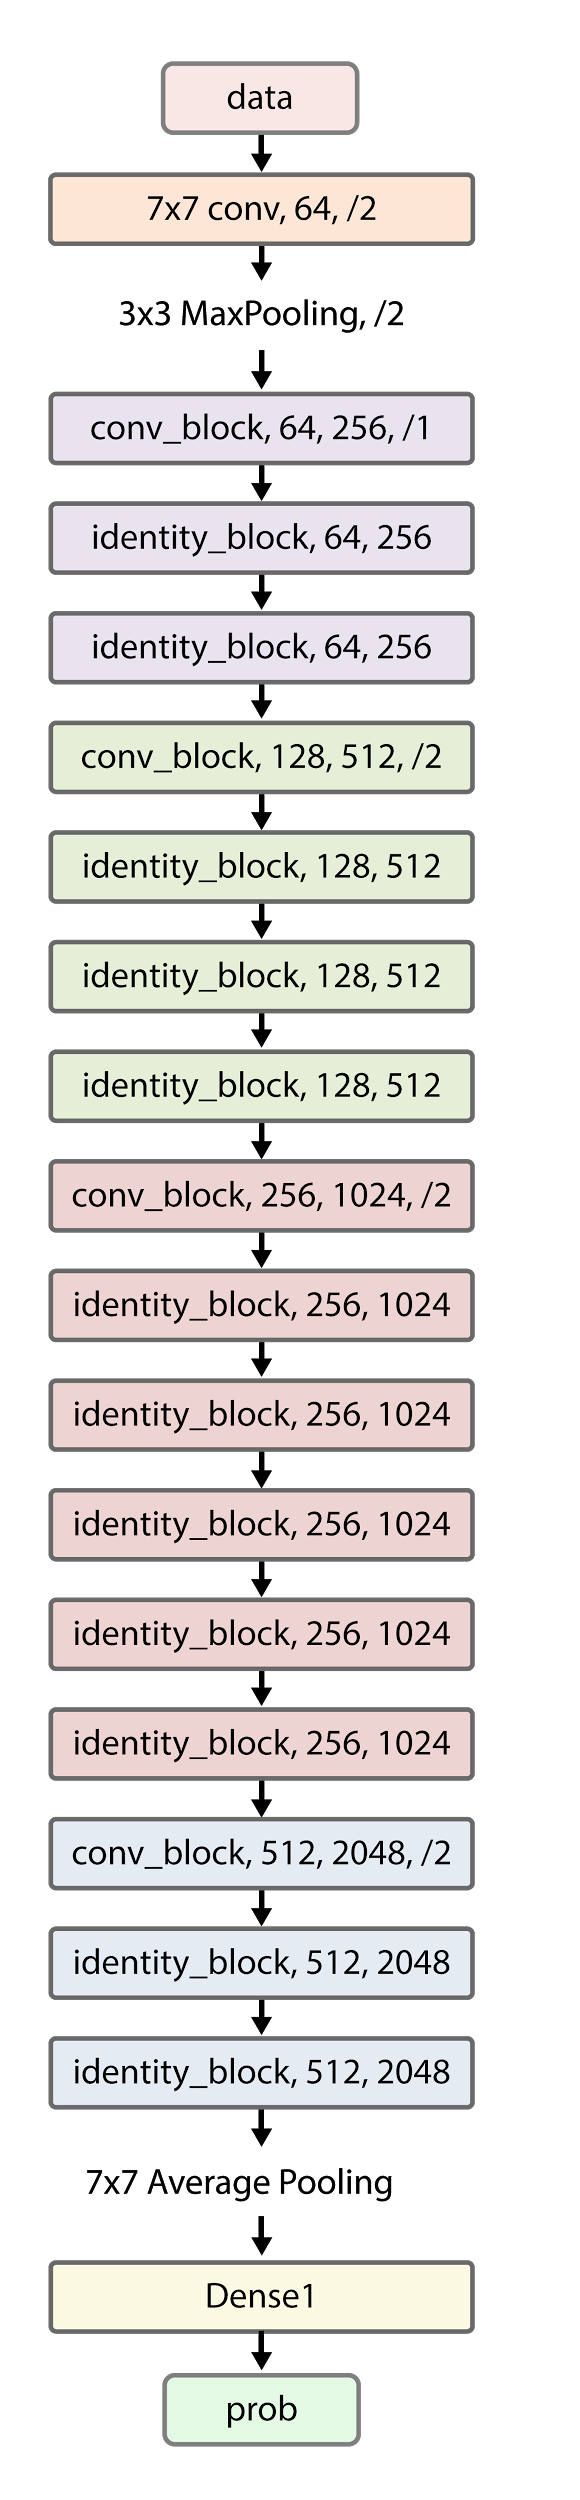 data
7x7 conv, 64, /2
3x3 MaxPooling, /2
conv_block, 64, 256, /1
identity_block, 64, 256
identity_block, 64, 256
conv_block, 128, 512, /2
identity_block, 128, 512
identity_block, 128, 512
identity_block, 128, 512
conv_block, 256, 1024, /2
identity_block, 256, 1024
identity_block, 256, 1024
identity_block, 256, 1024
identity_block, 256, 1024
identity_block, 256, 1024
conv_block, 512, 2048, /2
identity_block, 512, 2048
identity_block, 512, 2048
7x7 Average Pooling
Dense1
prob